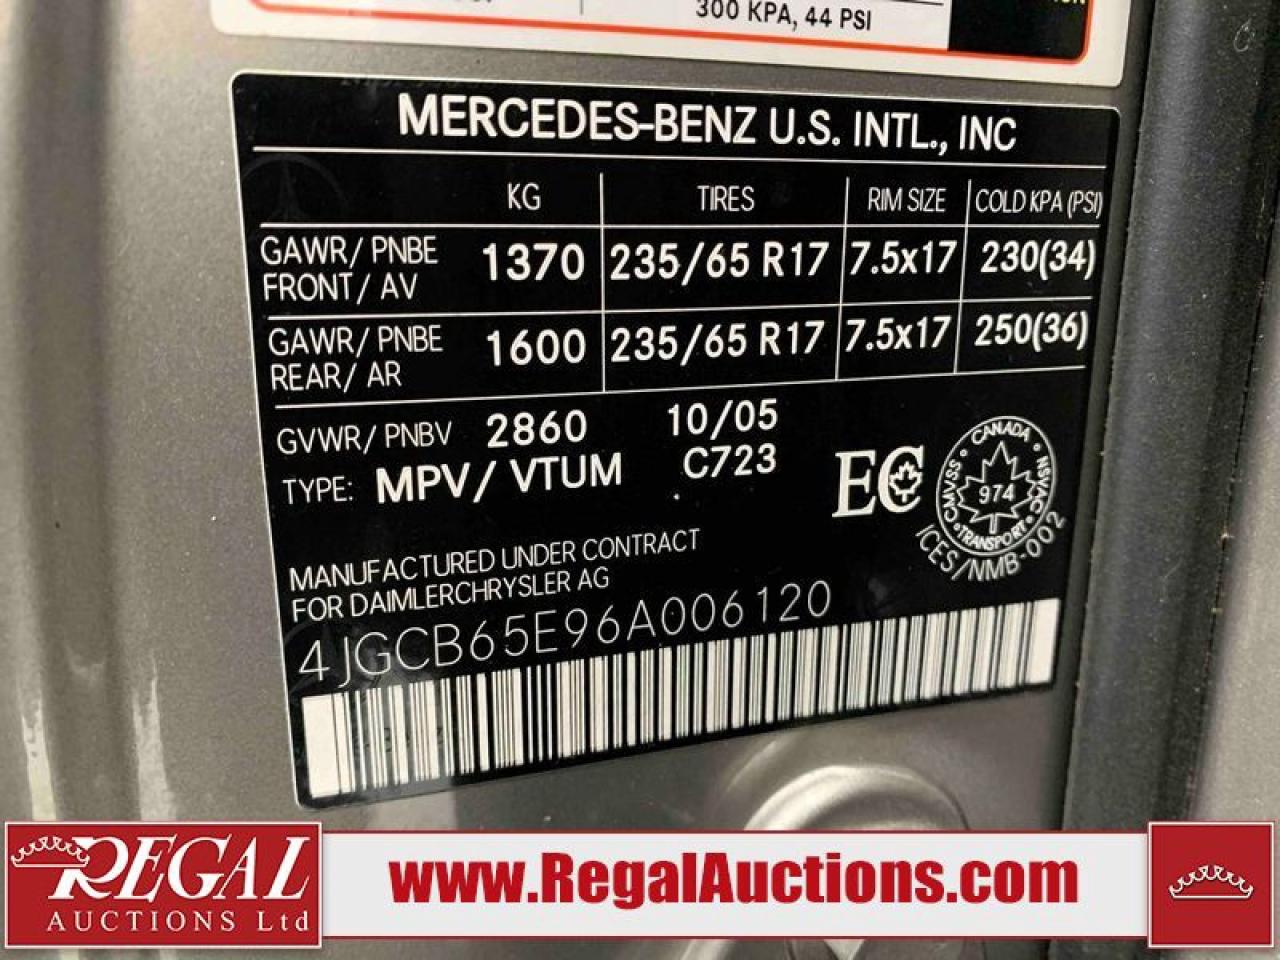 300 KPA, 44 PSI
MERCEDES-BENZ U.S. INTL., INC
KG TIRES RIM SIZE COLD KPA (PSI)
GAWR/ PNBE FRONT/ AV 1370 235/65 R17 7.5x17 230(34)
GAWR/ PNBE REAR/ AR 1600 235/65 R17 7.5x17 250(36)
GVWR/ PNBV 2860 10/05
TYPE: MPV/ VTUM C723
EC
CANADA
CMVSS NSVAC
974
TRANSPORT
ICES/NMB-002
MANUFACTURED UNDER CONTRACT
FOR DAIMLERCHRYSLER AG
4JGCB65E96A006120
REGAL
AUCTIONS Ltd
www.RegalAuctions.com